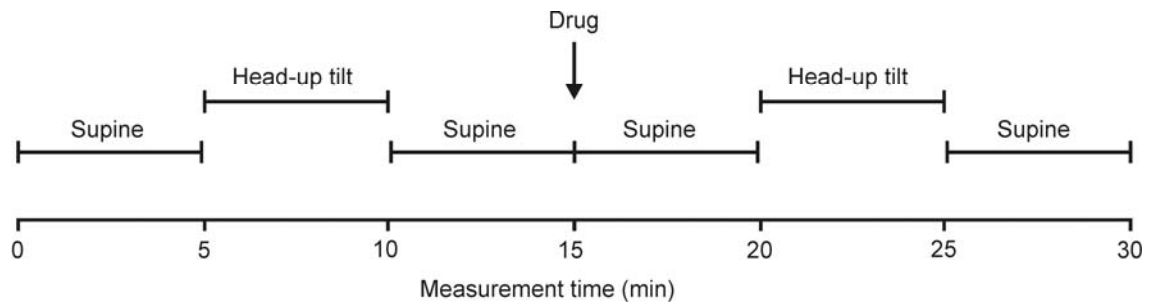 Drug
Head-up tilt Head-up tilt
Supine Supine Supine Supine
0 5 10 15 20 25 30
Measurement time (min)